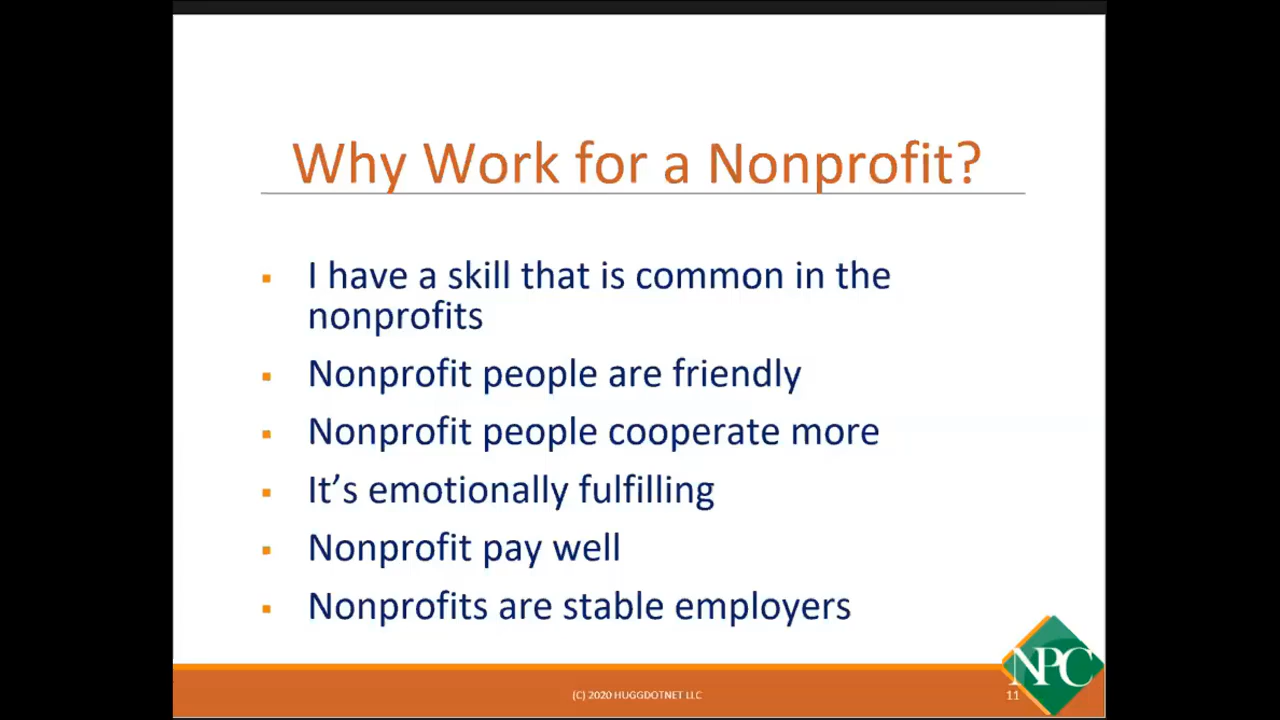 Why Work for a Nonprofit?
▪ I have a skill that is common in the
nonprofits
▪ Nonprofit people are friendly
▪ Nonprofit people cooperate more
▪ It’s emotionally fulfilling
▪ Nonprofit pay well
▪ Nonprofits are stable employers
NPC
(C) 2020 HUGGDOTNET LLC
11